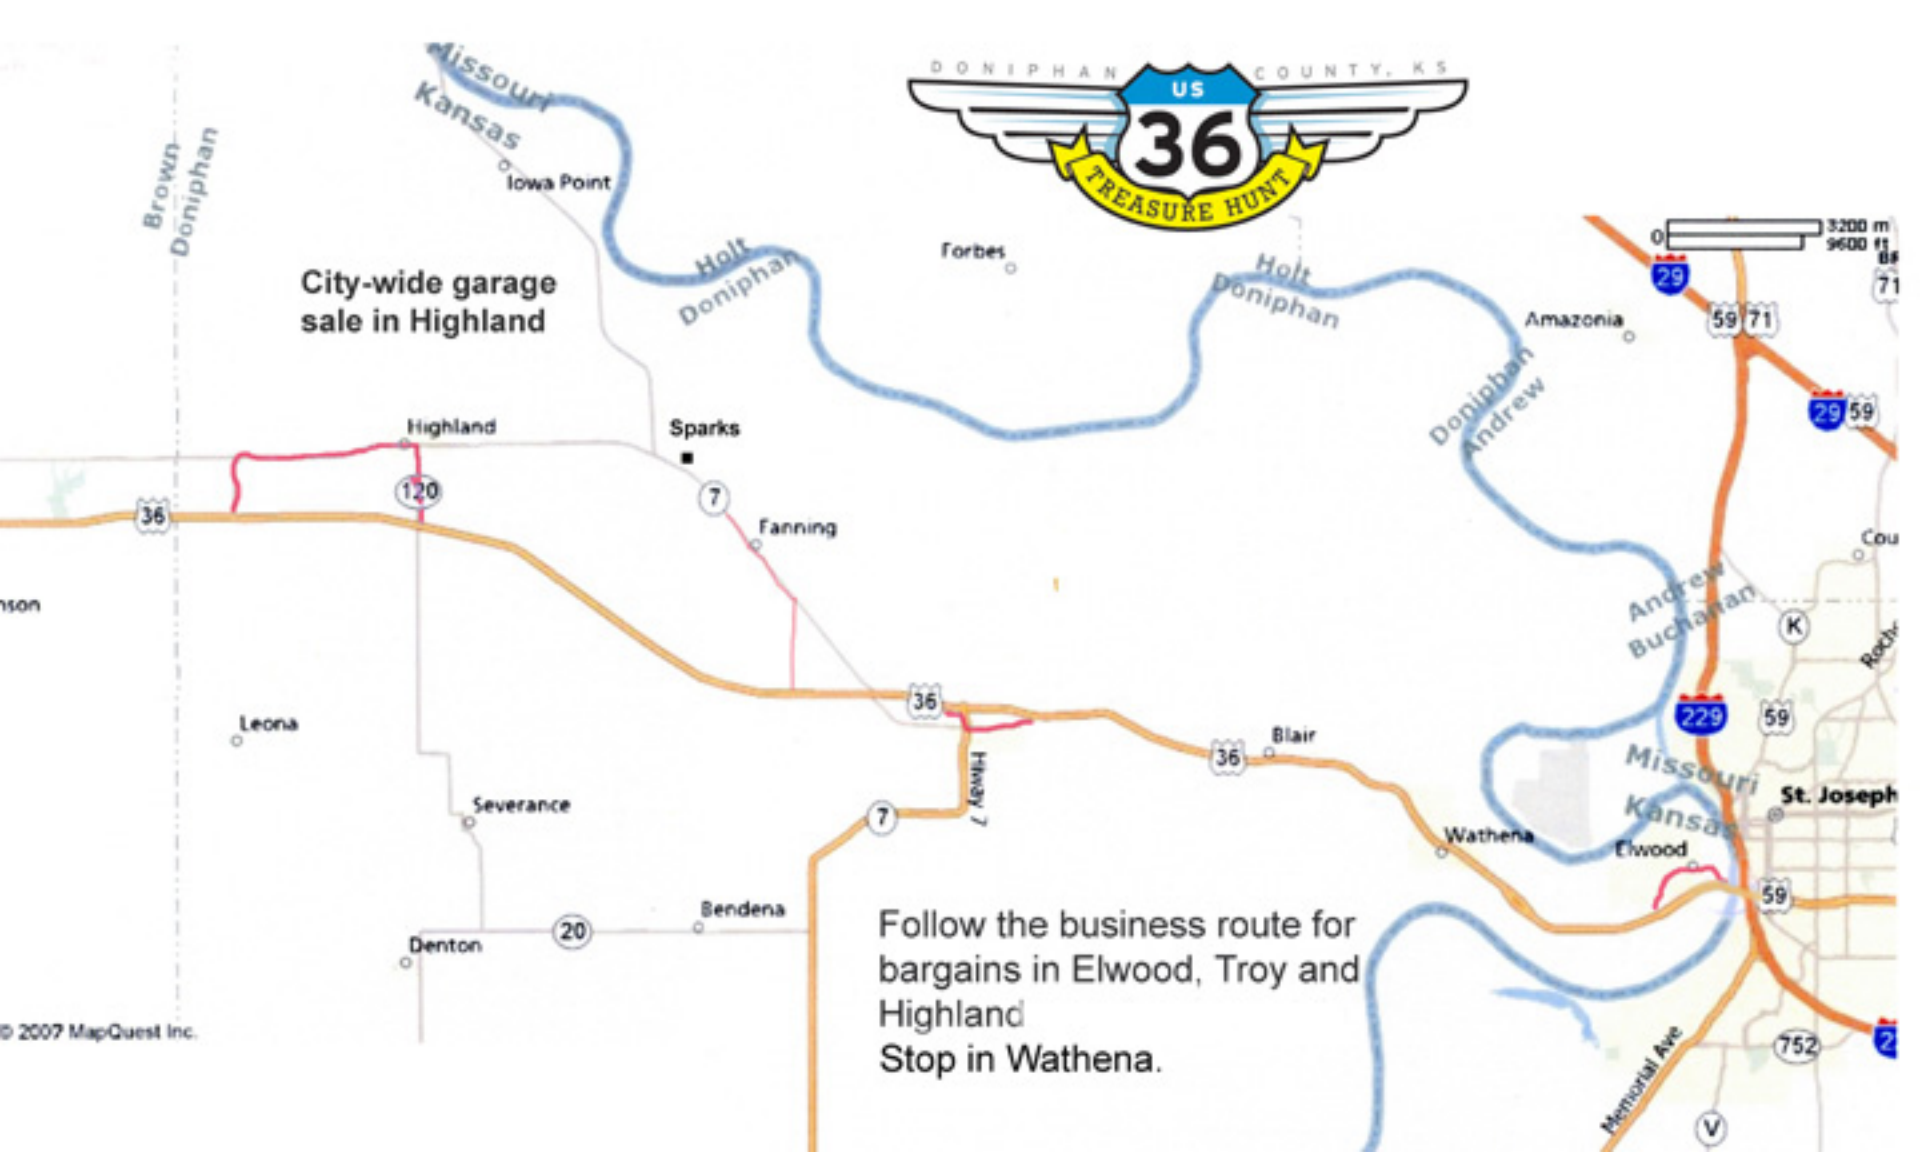 Missouri
Kansas
DONIPHAN COUNTY, KS
US
36
TREASURE HUNT
Brown
Doniphan
Iowa Point
Holt
Doniphan
Forbes
Holt
Doniphan
0
3200 m
9600 ft
29
71
59 71
Amazonia
City-wide garage
sale in Highland
Doniphan
Andrew
29 59
Highland
Sparks
120
7
36
Fanning
Cou
Andrew
Buchanan
K
nson
36
229
59
Leona
Hiway 7
36
Blair
Missouri
Kansas
St. Joseph
Severance
7
Wathena
Elwood
59
Bendena
20
Denton
Follow the business route for
bargains in Elwood, Troy and
Highland
Stop in Wathena.
© 2007 MapQuest Inc.
Memorial Ave
752
V